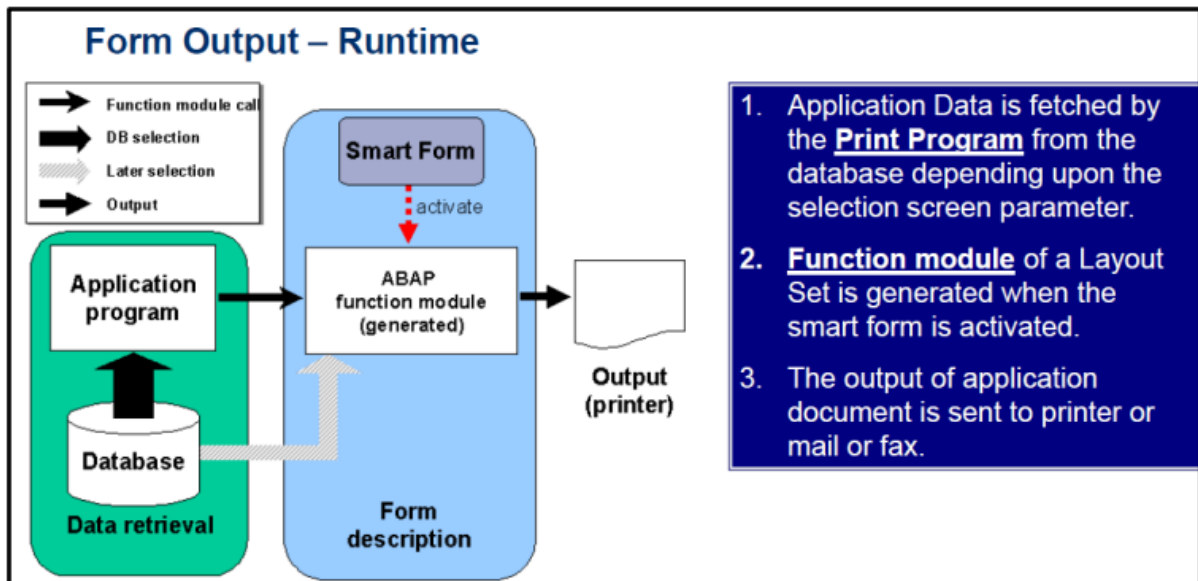 Form Output – Runtime
Function module call
DB selection
Later selection
Output
Smart Form
activate
Application
program
ABAP
function module
(generated)
Output
(printer)
Database
Data retrieval
Form
description
1. Application Data is fetched by
the Print Program from the
database depending upon the
selection screen parameter.
2. Function module of a Layout
Set is generated when the
smart form is activated.
3. The output of application
document is sent to printer or
mail or fax.